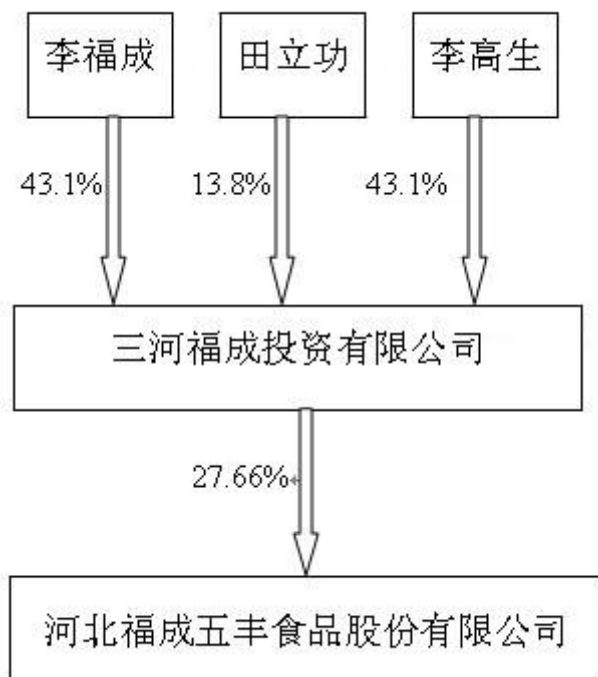 李福成 田立功 李高生
43.1% 13.8% 43.1%
三河福成投资有限公司
27.66%
河北福成五丰食品股份有限公司